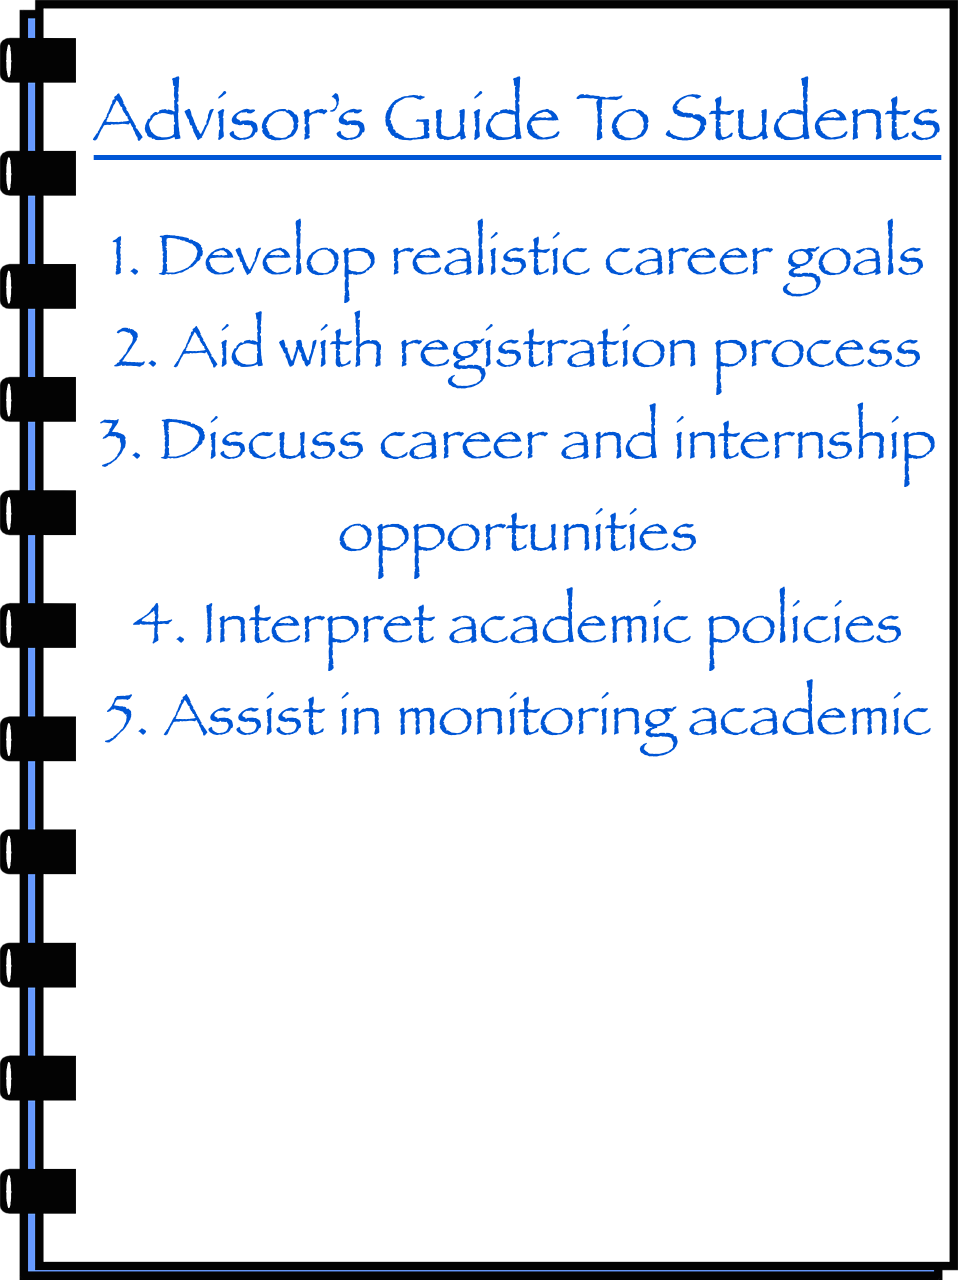 Advisor’s Guide To Students
1. Develop realistic career goals
2. Aid with registration process
3. Discuss career and internship
opportunities
4. Interpret academic policies
5. Assist in monitoring academic